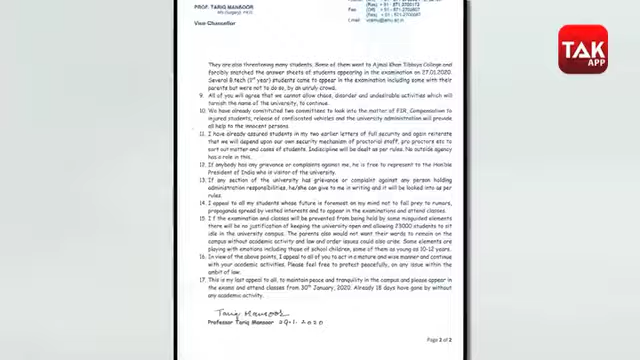 PROF. TARIQ MANSOOR
MS (Surgery), FICS
Vice Chancellor
(Off)
(Res)
Fax
(Off)
(Res)
TAK
APP
They are also threatening many students. Some of them went to Ajmal Khan Tibbiya College and
forcibly snatched the answer sheets of students appearing in the examination on 27.01.2020.
Several B.tech (1st year) students came to appear in the examination including some with their
parents but were not to do so, by an unruly crowd.
9. All of you will agree that we cannot allow chaos, disorder and undesirable activities which will
tarnish the name of the university, to continue.
10. We have already constituted two committees to look into the matter of FIR, Compensation to
injured students, release of confiscated vehicles and the university administration will provide
all help to the innocent persons.
11. I have already assured students in my two earlier letters of full security and again reiterate
that we will depend upon our own security mechanism of proctorial staff, pro proctors etc to
sort out matter and cases of students. Indiscipline will be dealt as per rules. No outside agency
has a role in this.
12. If anybody has any grievance or complaints against me, he is free to represent to the Hon'ble
President of India who is visitor of the university.
13. If any section of the university has grievance or complaint against any person holding
administration responsibilities, he/she can give to me in writing and it will be looked into as per
rules.
14. I appeal to all my students whose future is foremost on my mind not to fall prey to rumors,
propaganda spread by vested interests and to appear in the examinations and attend classes.
15. If the examination and classes will be prevented from being held by some misguided elements
there will be no justification of keeping the university open and allowing 23000 students to sit
idle in the university campus. The parents also would not want their wards to remain on the
campus without academic activity and law and order issues could also arise. Some elements are
playing with emotions including those of school children, some of them as young as 10-12 years.
16. In view of the above points, I appeal to all of you to act in a mature and wise manner and continue
with your academic activities. Please feel free to protest peacefully, on any issue within the
ambit of law.
17. This is my last appeal to all, to maintain peace and tranquility in the campus and please appear
in the exams and attend classes from 30th January, 2020. Already 18 days have gone by without
any academic activity.
Tariq Mansoor
Professor Tariq Mansoor 29.1.2020
Page 2 of 2